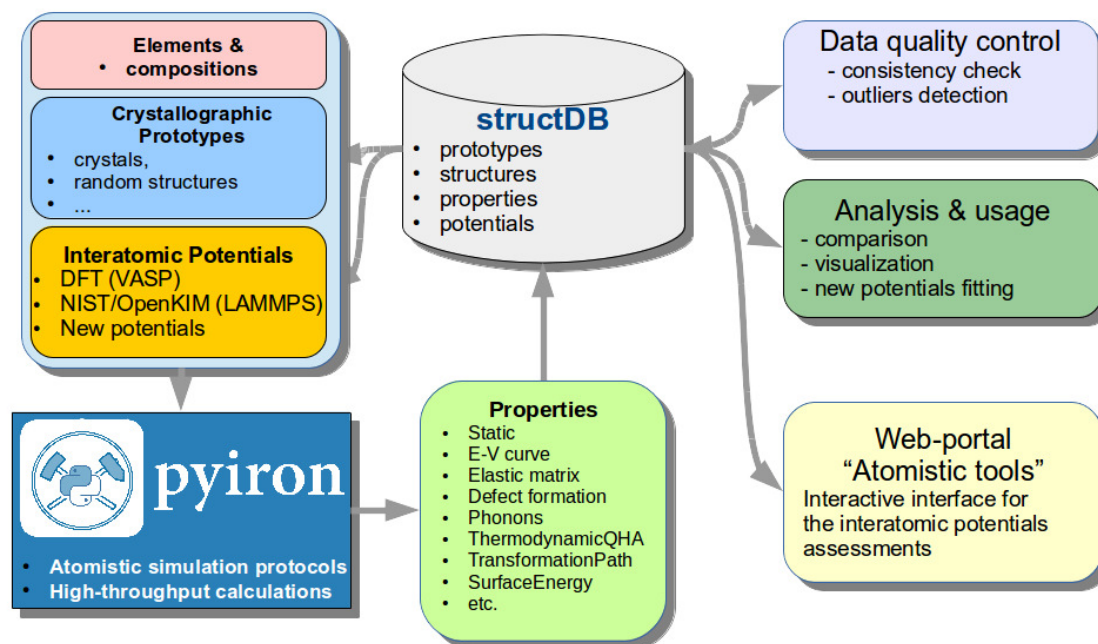 Elements &
• compositions
Crystallographic
Prototypes
• crystals,
• random structures
• ...
Interatomic Potentials
• DFT (VASP)
• NIST/OpenKIM (LAMMPS)
• New potentials
pyiron
• Atomistic simulation protocols
• High-throughput calculations
structDB
• prototypes
• structures
• properties
• potentials
Properties
• Static
• E-V curve
• Elastic matrix
• Defect formation
• Phonons
• ThermodynamicQHA
• TransformationPath
• SurfaceEnergy
• etc.
Data quality control
- consistency check
- outliers detection
Analysis & usage
- comparison
- visualization
- new potentials fitting
Web-portal
“Atomistic tools”
Interactive interface for
the interatomic potentials
assessments